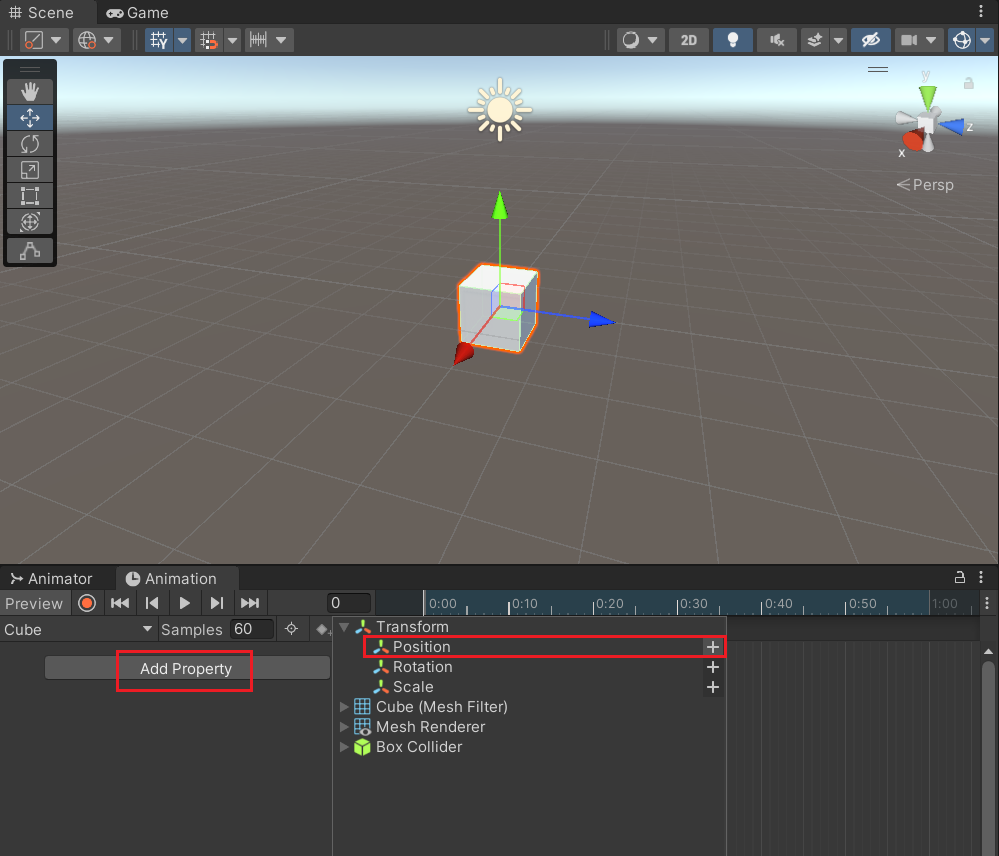 Scene Game
2D
y
z
x
Persp
Animator Animation
Preview 0 0:00 0:10 0:20 0:30 0:40 0:50 1:00
Cube Samples 60
Transform
Position
Add Property
Rotation
Scale
Cube (Mesh Filter)
Mesh Renderer
Box Collider